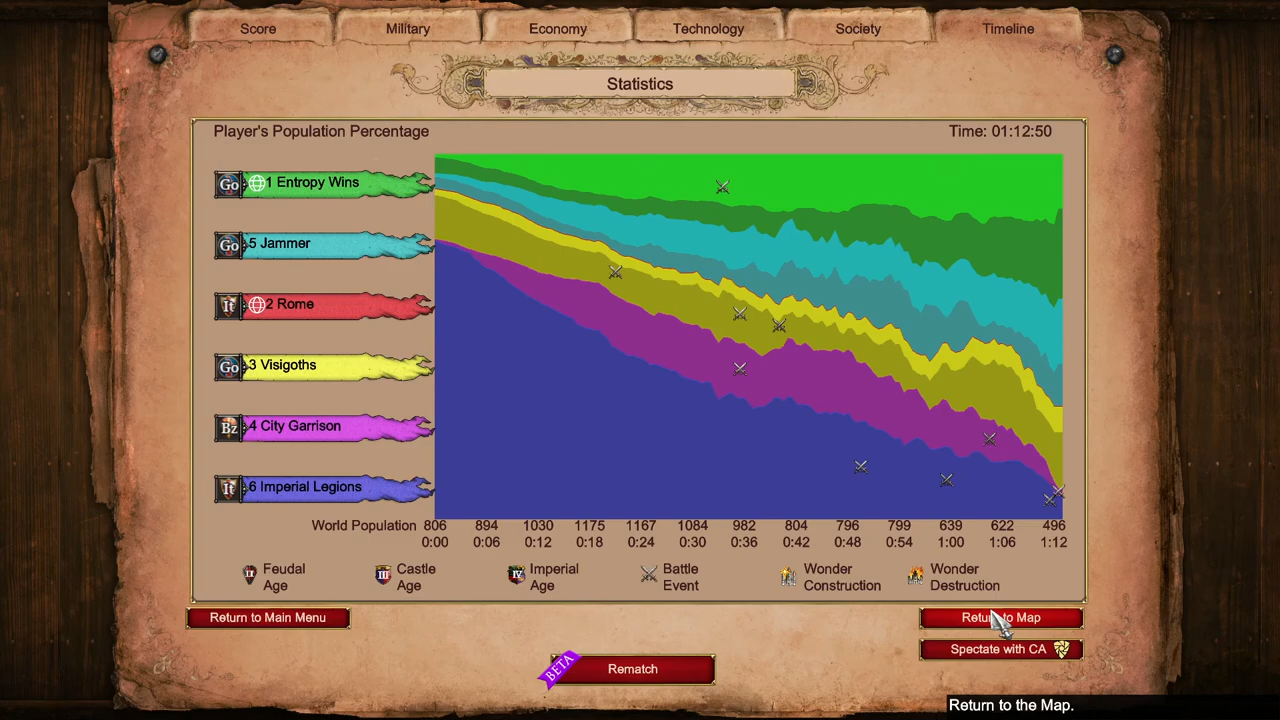 Score Military Economy Technology Society Timeline
Statistics
Player's Population Percentage
Time: 01:12:50
Go 1 Entropy Wins
Go 5 Jammer
It 2 Rome
Go 3 Visigoths
Bz 4 City Garrison
It 6 Imperial Legions
World Population 806 894 1030 1175 1167 1084 982 804 796 799 639 622 496
0:00 0:06 0:12 0:18 0:24 0:30 0:36 0:42 0:48 0:54 1:00 1:06 1:12
II Feudal Age
III Castle Age
IV Imperial Age
Battle Event
Wonder Construction
Wonder Destruction
Return to Main Menu
Return to Map
Spectate with CA
BETA
Rematch
Return to the Map.